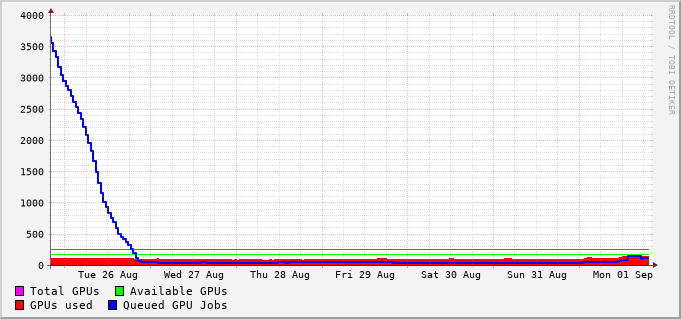 4000
3500
3000
2500
2000
1500
1000
500
0
Tue 26 Aug Wed 27 Aug Thu 28 Aug Fri 29 Aug Sat 30 Aug Sun 31 Aug Mon 01 Sep
Total GPUs Available GPUs
GPUs used Queued GPU Jobs
RRDTOOL / TOBI OETIKER